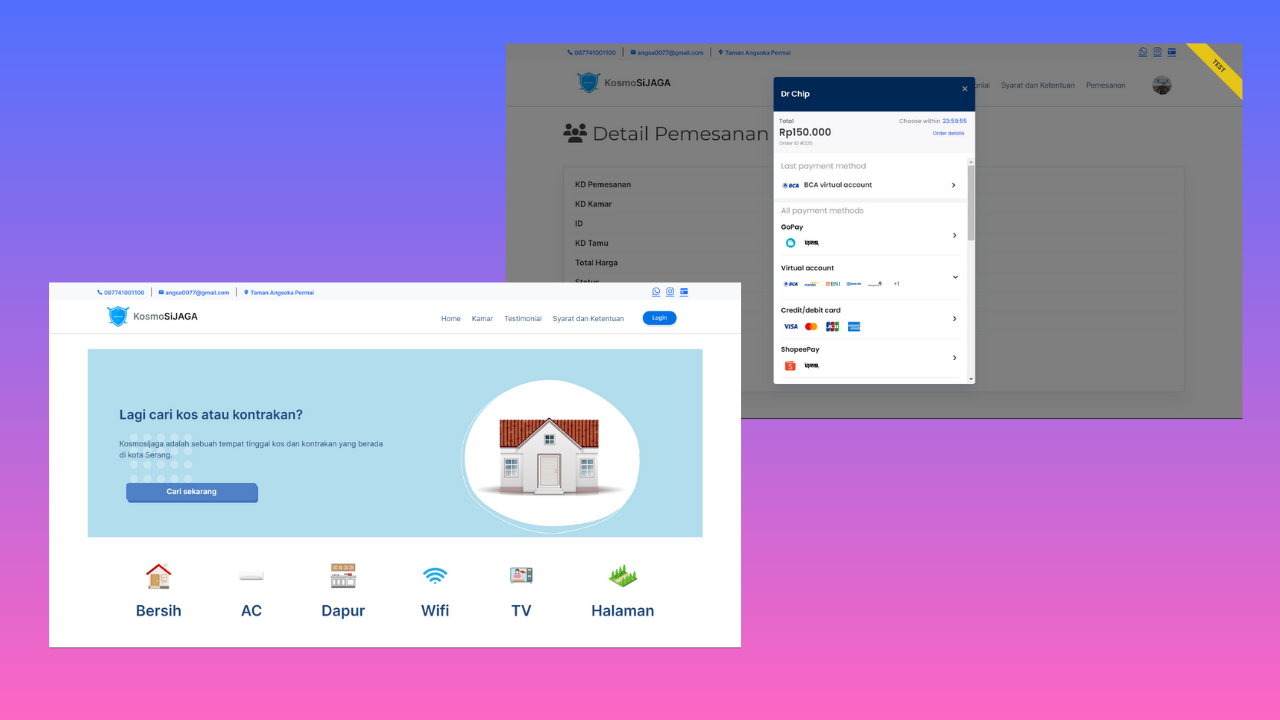 087741001100
angsa0077@gmail.com
Taman Angsoka Permai
TEST
KosmoSiJAGA
Syarat dan Ketentuan
Pemesanan
Detail Pemesanan
KD Pemesanan
KD Kamar
ID
KD Tamu
Total Harga
Status
Dr Chip
×
Total
Choose within 23:59:55
Rp150.000
Order details
Order ID #225
Last payment method
BCA
BCA virtual account
All payment methods
GoPay
QRIS
Virtual account
BCA
BNI
+1
Credit/debit card
VISA
JCB
ShopeePay
QRIS
087741001100
angsa0077@gmail.com
Taman Angsoka Permai
KosmoSiJAGA
Home
Kamar
Testimonial
Syarat dan Ketentuan
Login
Lagi cari kos atau kontrakan?
Kosmosijaga adalah sebuah tempat tinggal kos dan kontrakan yang berada
di kota Serang.
Cari sekarang
Bersih
AC
Dapur
Wifi
TV
Halaman